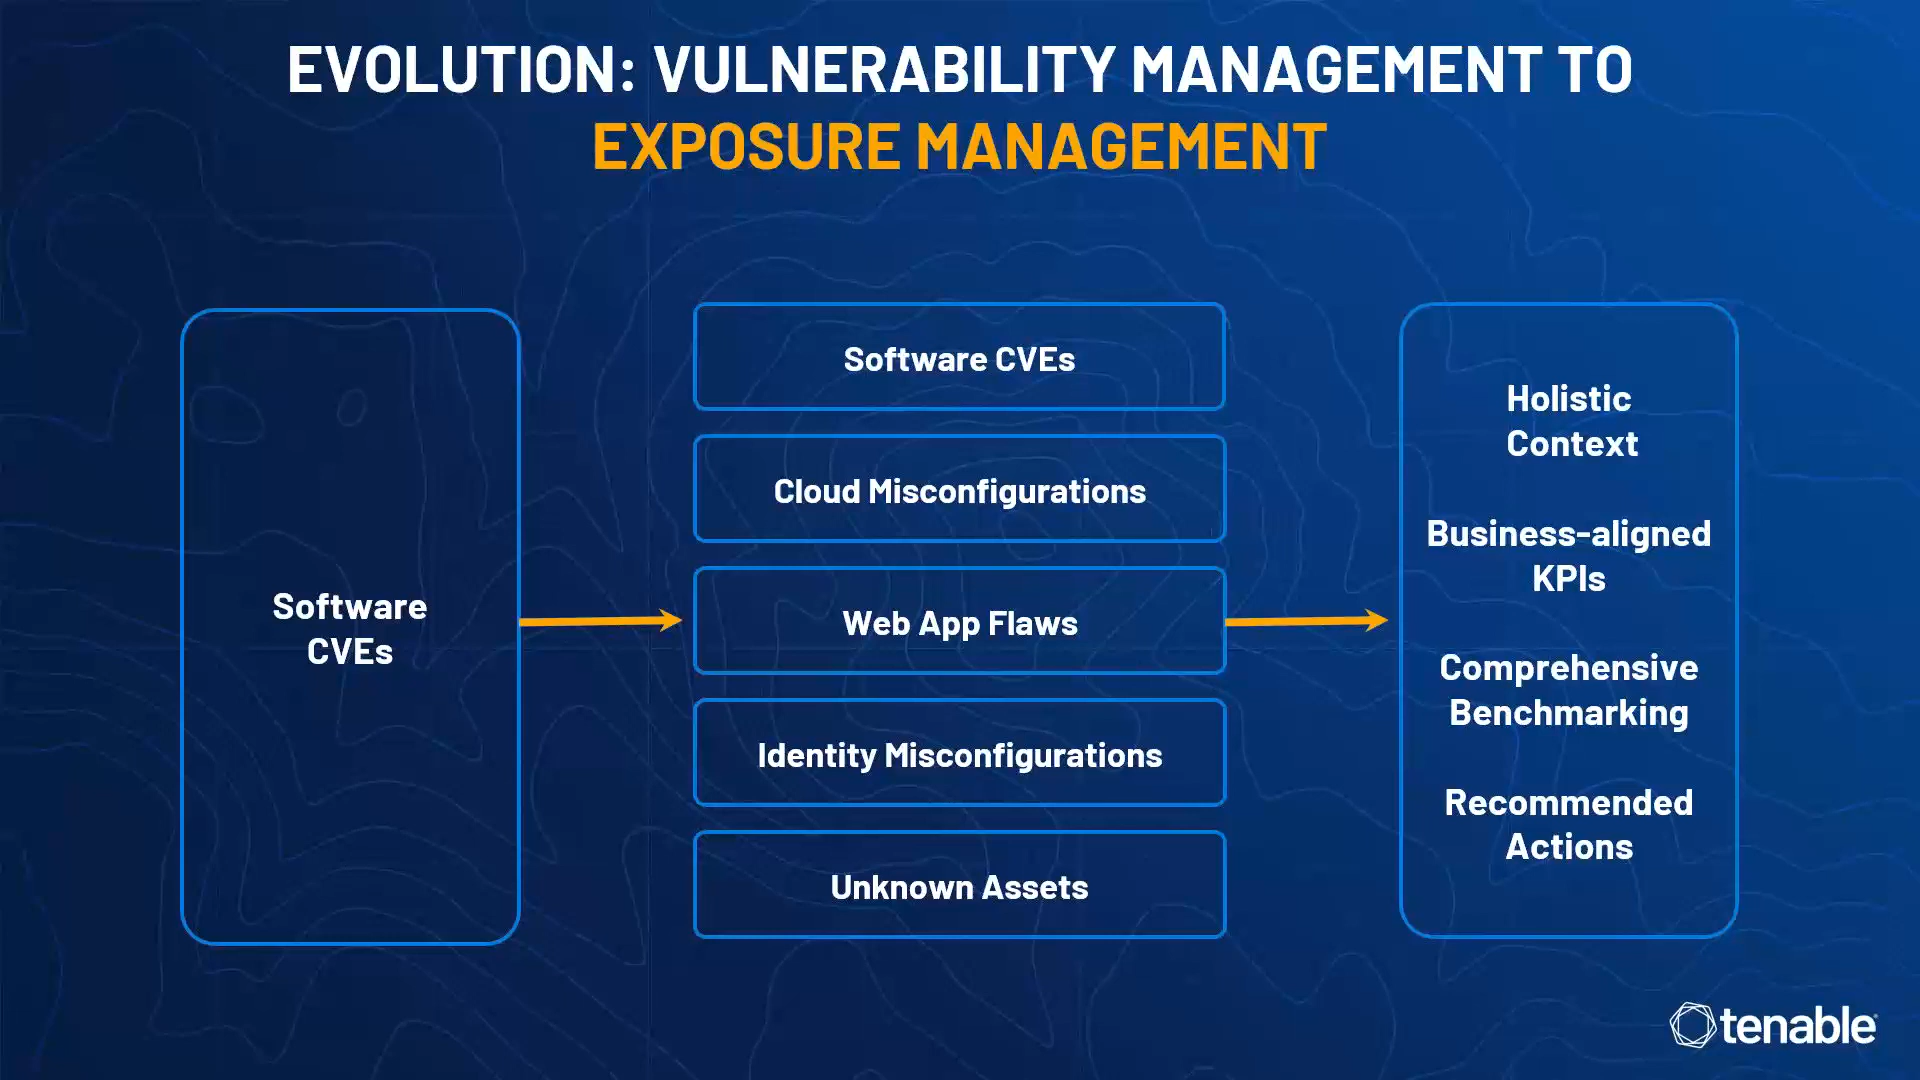 EVOLUTION: VULNERABILITY MANAGEMENT TO
EXPOSURE MANAGEMENT
Software
CVEs
Software CVEs
Cloud Misconfigurations
Web App Flaws
Identity Misconfigurations
Unknown Assets
Holistic
Context
Business-aligned
KPIs
Comprehensive
Benchmarking
Recommended
Actions
tenable